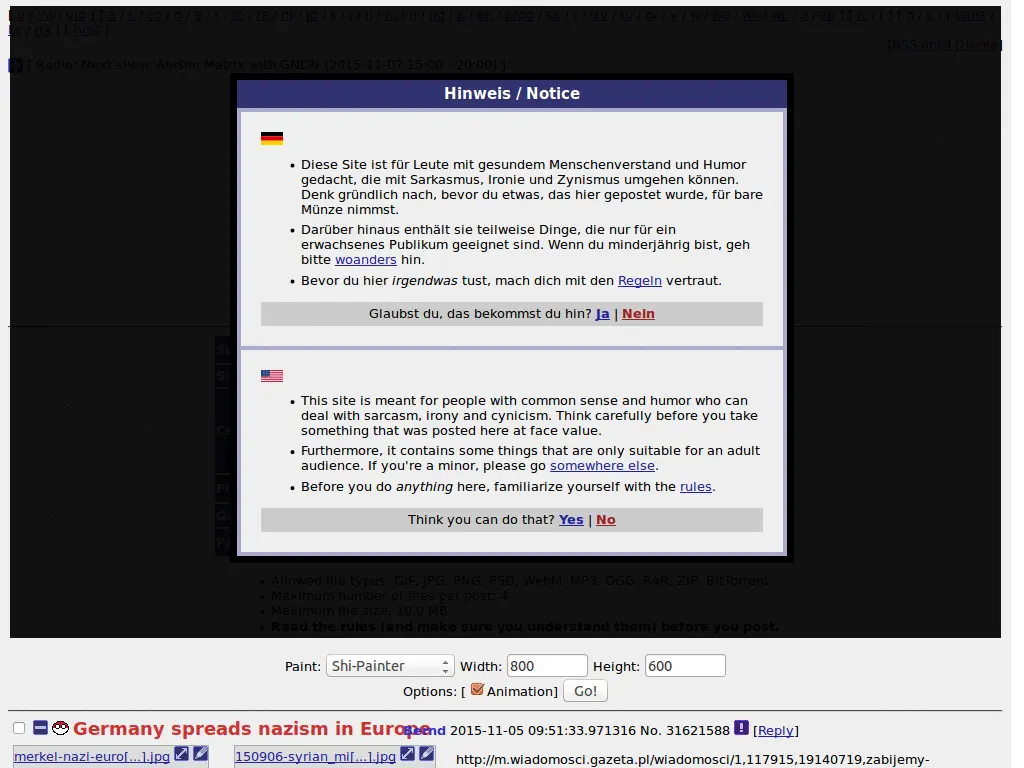 [RSS /int/] [Home]
[ Radio: Next show: Anison Matrix with GNON (2015-11-07 15:00 - 20:00) ]
Hinweis / Notice
• Diese Site ist für Leute mit gesundem Menschenverstand und Humor
gedacht, die mit Sarkasmus, Ironie und Zynismus umgehen können.
Denk gründlich nach, bevor du etwas, das hier gepostet wurde, für bare
Münze nimmst.
• Darüber hinaus enthält sie teilweise Dinge, die nur für ein
erwachsenes Publikum geeignet sind. Wenn du minderjährig bist, geh
bitte woanders hin.
• Bevor du hier irgendwas tust, mach dich mit den Regeln vertraut.
Glaubst du, das bekommst du hin? Ja | Nein
• This site is meant for people with common sense and humor who can
deal with sarcasm, irony and cynicism. Think carefully before you take
something that was posted here at face value.
• Furthermore, it contains some things that are only suitable for an adult
audience. If you're a minor, please go somewhere else.
• Before you do anything here, familiarize yourself with the rules.
Think you can do that? Yes | No
• Allowed file types: GIF, JPG, PNG, PSD, WebM, MP3, OGG, RAR, ZIP, BitTorrent
• Maximum number of files per post: 4
• Maximum file size: 10.0 MB
• Read the rules (and make sure you understand them) before you post.
Paint: Shi-Painter Width: 800 Height: 600
Options: [ Animation] Go!
Germany spreads nazism in Europe Bernd 2015-11-05 09:51:33.971316 No. 31621588 [Reply]
merkel-nazi-euro[...].jpg 150906-syrian_mi[...].jpg http://m.wiadomosci.gazeta.pl/wiadomosci/1,117915,19140719,zabijemy-